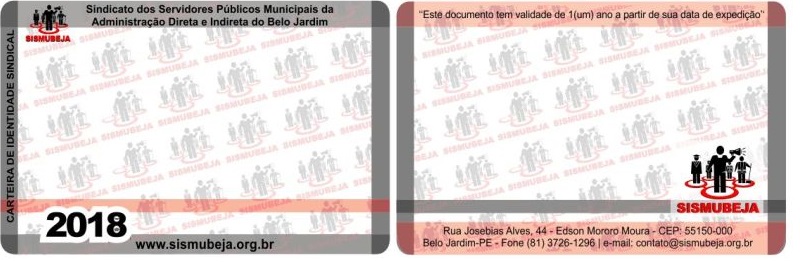 Sindicato dos Servidores Públicos Municipais da
Administração Direta e Indireta do Belo Jardim
SISMUBEJA
CARTEIRA DE IDENTIDADE SINDICAL
2018
www.sismubeja.org.br
"Este documento tem validade de 1(um) ano a partir de sua data de expedição"
SISMUBEJA
Rua Josebias Alves, 44 - Edson Mororo Moura - CEP: 55150-000
Belo Jardim-PE - Fone (81) 3726-1296 | e-mail: contato@sismubeja.org.br